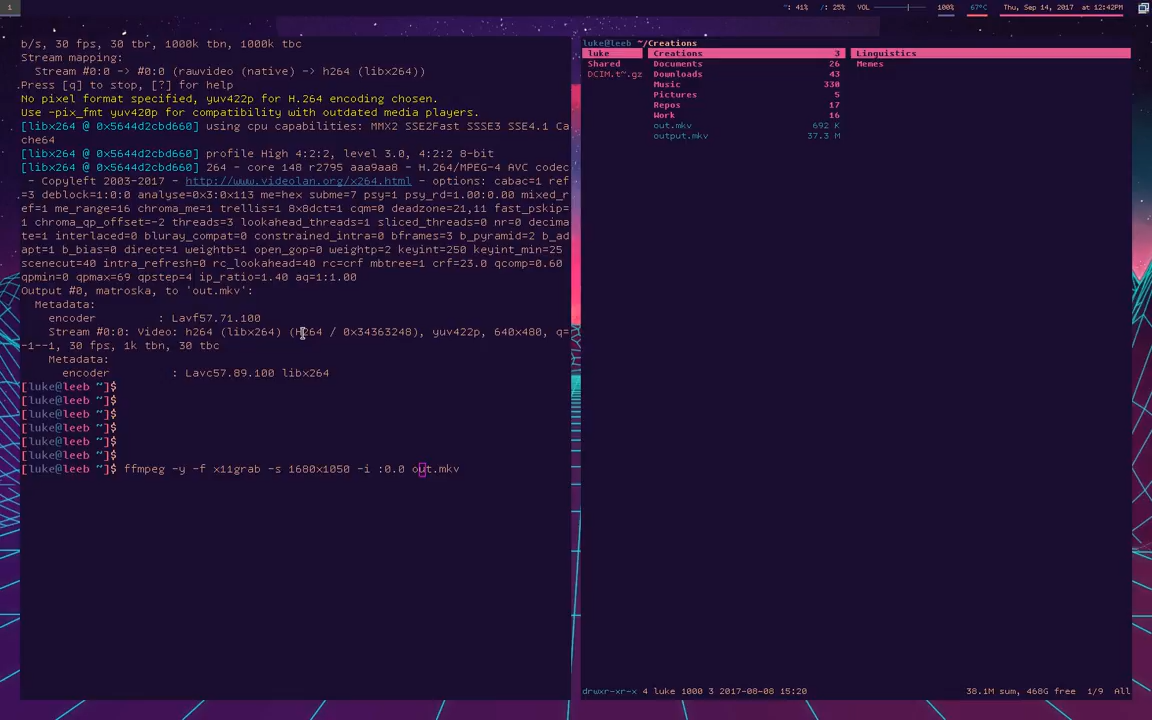 1
~: 41% /: 25% VOL 100% 67°C Thu, Sep 14, 2017 at 12:42PM
b/s, 30 fps, 30 tbr, 1000k tbn, 1000k tbc
Stream mapping:
Stream #0:0 -> #0:0 (rawvideo (native) -> h264 (libx264))
Press [q] to stop, [?] for help
No pixel format specified, yuv422p for H.264 encoding chosen.
Use -pix_fmt yuv420p for compatibility with outdated media players.
[libx264 @ 0x5644d2cbd660] using cpu capabilities: MMX2 SSE2Fast SSSE3 SSE4.1 Ca
che64
[libx264 @ 0x5644d2cbd660] profile High 4:2:2, level 3.0, 4:2:2 8-bit
[libx264 @ 0x5644d2cbd660] 264 - core 148 r2795 aaa9aa8 - H.264/MPEG-4 AVC codec
- Copyleft 2003-2017 - http://www.videolan.org/x264.html - options: cabac=1 ref
=3 deblock=1:0:0 analyse=0x3:0x113 me=hex subme=7 psy=1 psy_rd=1.00:0.00 mixed_r
ef=1 me_range=16 chroma_me=1 trellis=1 8x8dct=1 cqm=0 deadzone=21,11 fast_pskip=
1 chroma_qp_offset=-2 threads=3 lookahead_threads=1 sliced_threads=0 nr=0 decima
te=1 interlaced=0 bluray_compat=0 constrained_intra=0 bframes=3 b_pyramid=2 b_ad
apt=1 b_bias=0 direct=1 weightb=1 open_gop=0 weightp=2 keyint=250 keyint_min=25
scenecut=40 intra_refresh=0 rc_lookahead=40 rc=crf mbtree=1 crf=23.0 qcomp=0.60
qpmin=0 qpmax=69 qpstep=4 ip_ratio=1.40 aq=1:1.00
Output #0, matroska, to 'out.mkv':
Metadata:
encoder : Lavf57.71.100
Stream #0:0: Video: h264 (libx264) (H264 / 0x34363248), yuv422p, 640x480, q=
-1--1, 30 fps, 1k tbn, 30 tbc
Metadata:
encoder : Lavc57.89.100 libx264
[luke@leeb ~]$
[luke@leeb ~]$
[luke@leeb ~]$
[luke@leeb ~]$
[luke@leeb ~]$
[luke@leeb ~]$
[luke@leeb ~]$ ffmpeg -y -f x11grab -s 1680x1050 -i :0.0 out.mkv
luke@leeb ~/Creations
luke Creations 3 Linguistics
Shared Documents 26 Memes
DCIM.t~.gz Downloads 43
Music 330
Pictures 5
Repos 17
Work 16
out.mkv 692 K
output.mkv 37.3 M
drwxr-xr-x 4 luke 1000 3 2017-08-08 15:20 38.1M sum, 468G free 1/9 All